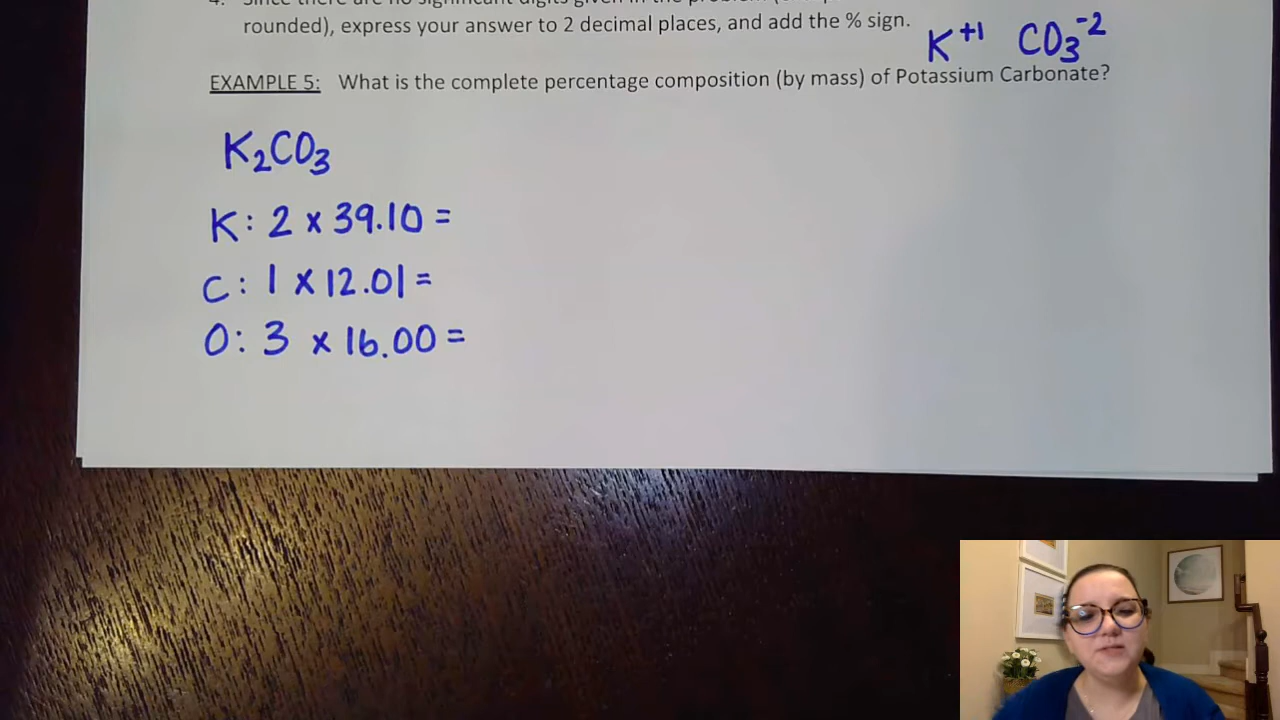 rounded), express your answer to 2 decimal places, and add the % sign.
K⁺¹ CO₃⁻²
EXAMPLE 5: What is the complete percentage composition (by mass) of Potassium Carbonate?
K₂CO₃
K: 2 x 39.10 =
C: 1 x 12.01 =
O: 3 x 16.00 =